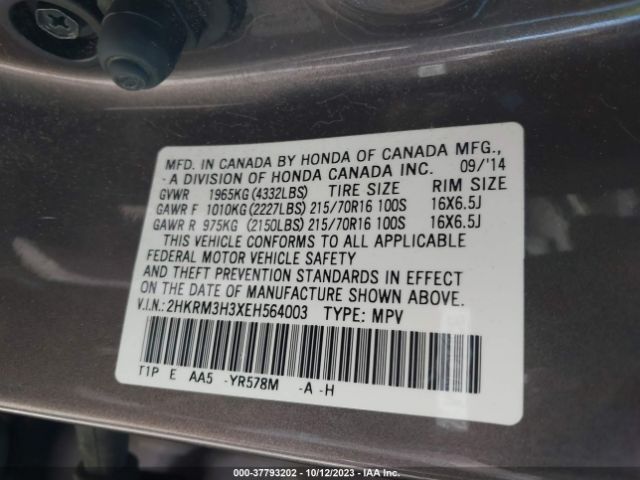 MFD. IN CANADA BY HONDA OF CANADA MFG.,
-A DIVISION OF HONDA CANADA INC. 09/'14
GVWR 1965KG(4332LBS) TIRE SIZE RIM SIZE
GAWR F 1010KG(2227LBS) 215/70R16 100S 16X6.5J
GAWR R 975KG (2150LBS) 215/70R16 100S 16X6.5J
THIS VEHICLE CONFORMS TO ALL APPLICABLE
FEDERAL MOTOR VEHICLE SAFETY
AND THEFT PREVENTION STANDARDS IN EFFECT
ON THE DATE OF MANUFACTURE SHOWN ABOVE.
V.I.N.: 2HKRM3H3XEH564003 TYPE: MPV
T1P E AA5 -YR578M -A -H
000-37793202 - 10/12/2023 - IAA Inc.